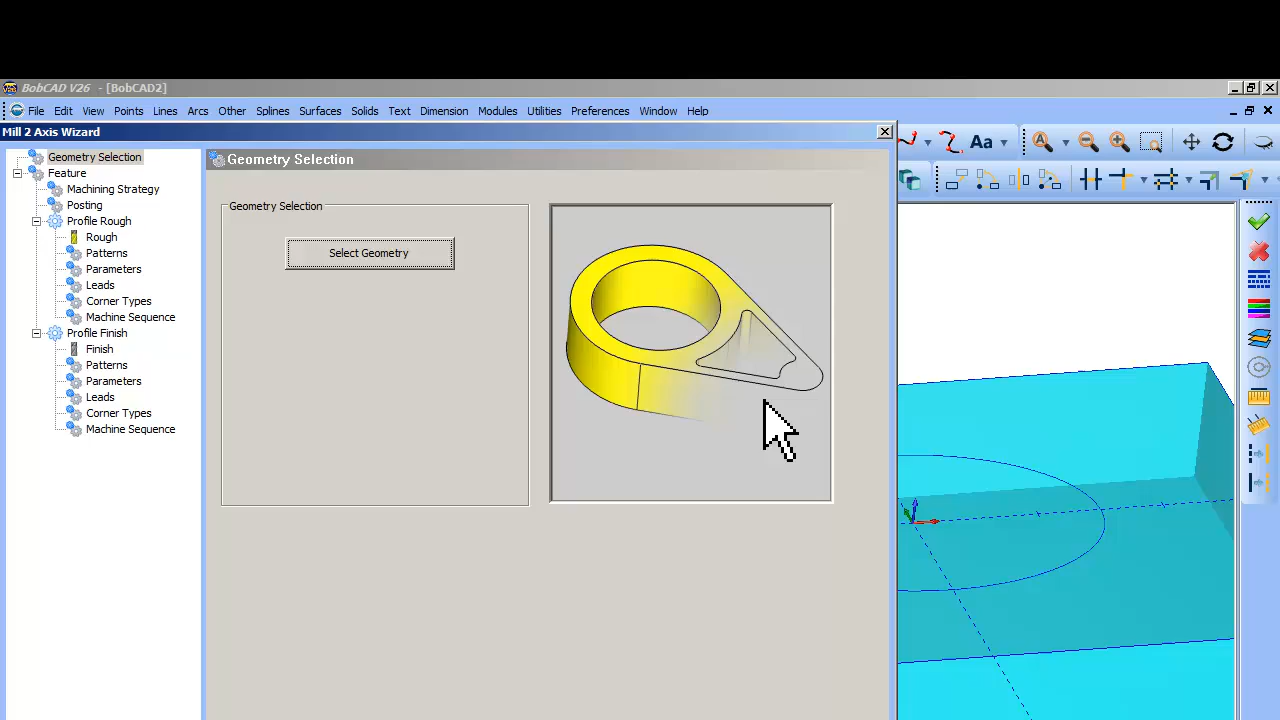 BobCAD V26 - [BobCAD2]
File Edit View Points Lines Arcs Other Splines Surfaces Solids Text Dimension Modules Utilities Preferences Window Help
Mill 2 Axis Wizard
Aa
Geometry Selection
Feature
Machining Strategy
Posting
Profile Rough
Rough
Patterns
Parameters
Leads
Corner Types
Machine Sequence
Profile Finish
Finish
Patterns
Parameters
Leads
Corner Types
Machine Sequence
Geometry Selection
Geometry Selection
Select Geometry